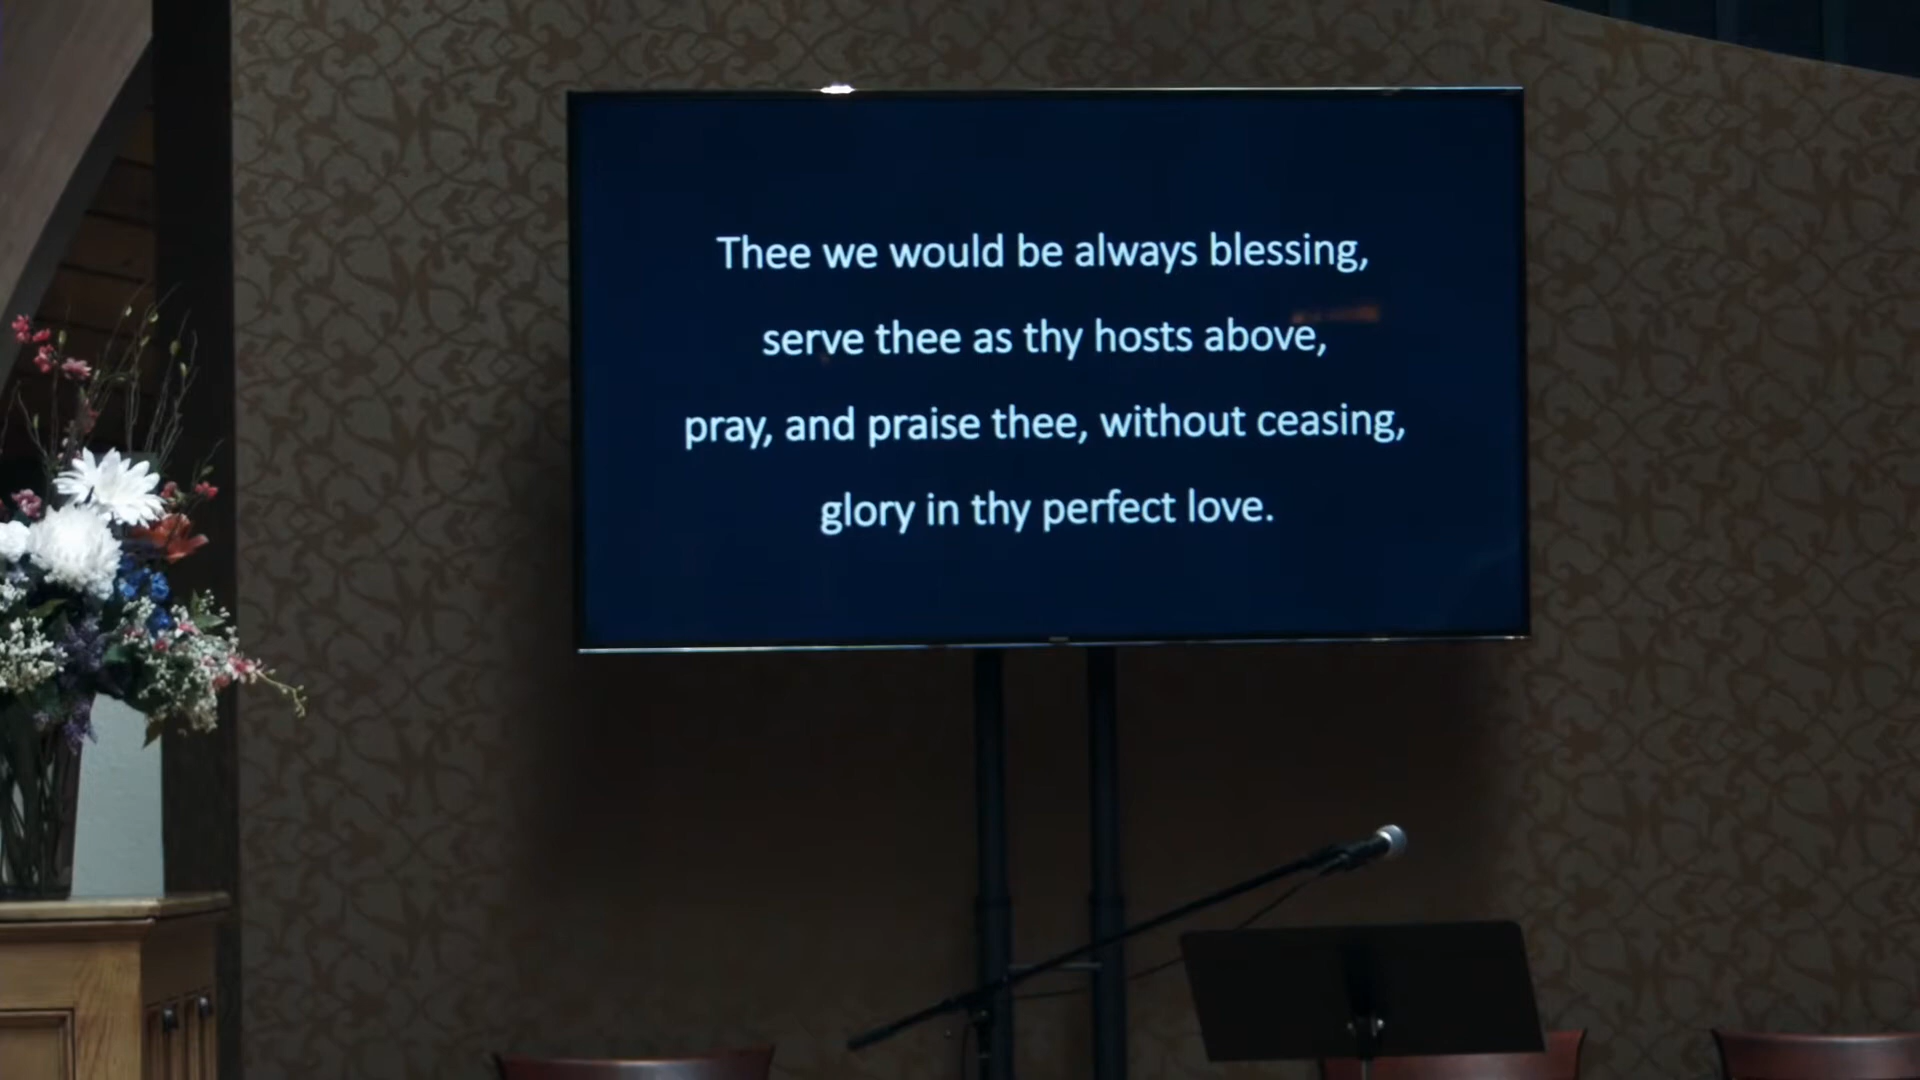 Thee we would be always blessing,
serve thee as thy hosts above,
pray, and praise thee, without ceasing,
glory in thy perfect love.